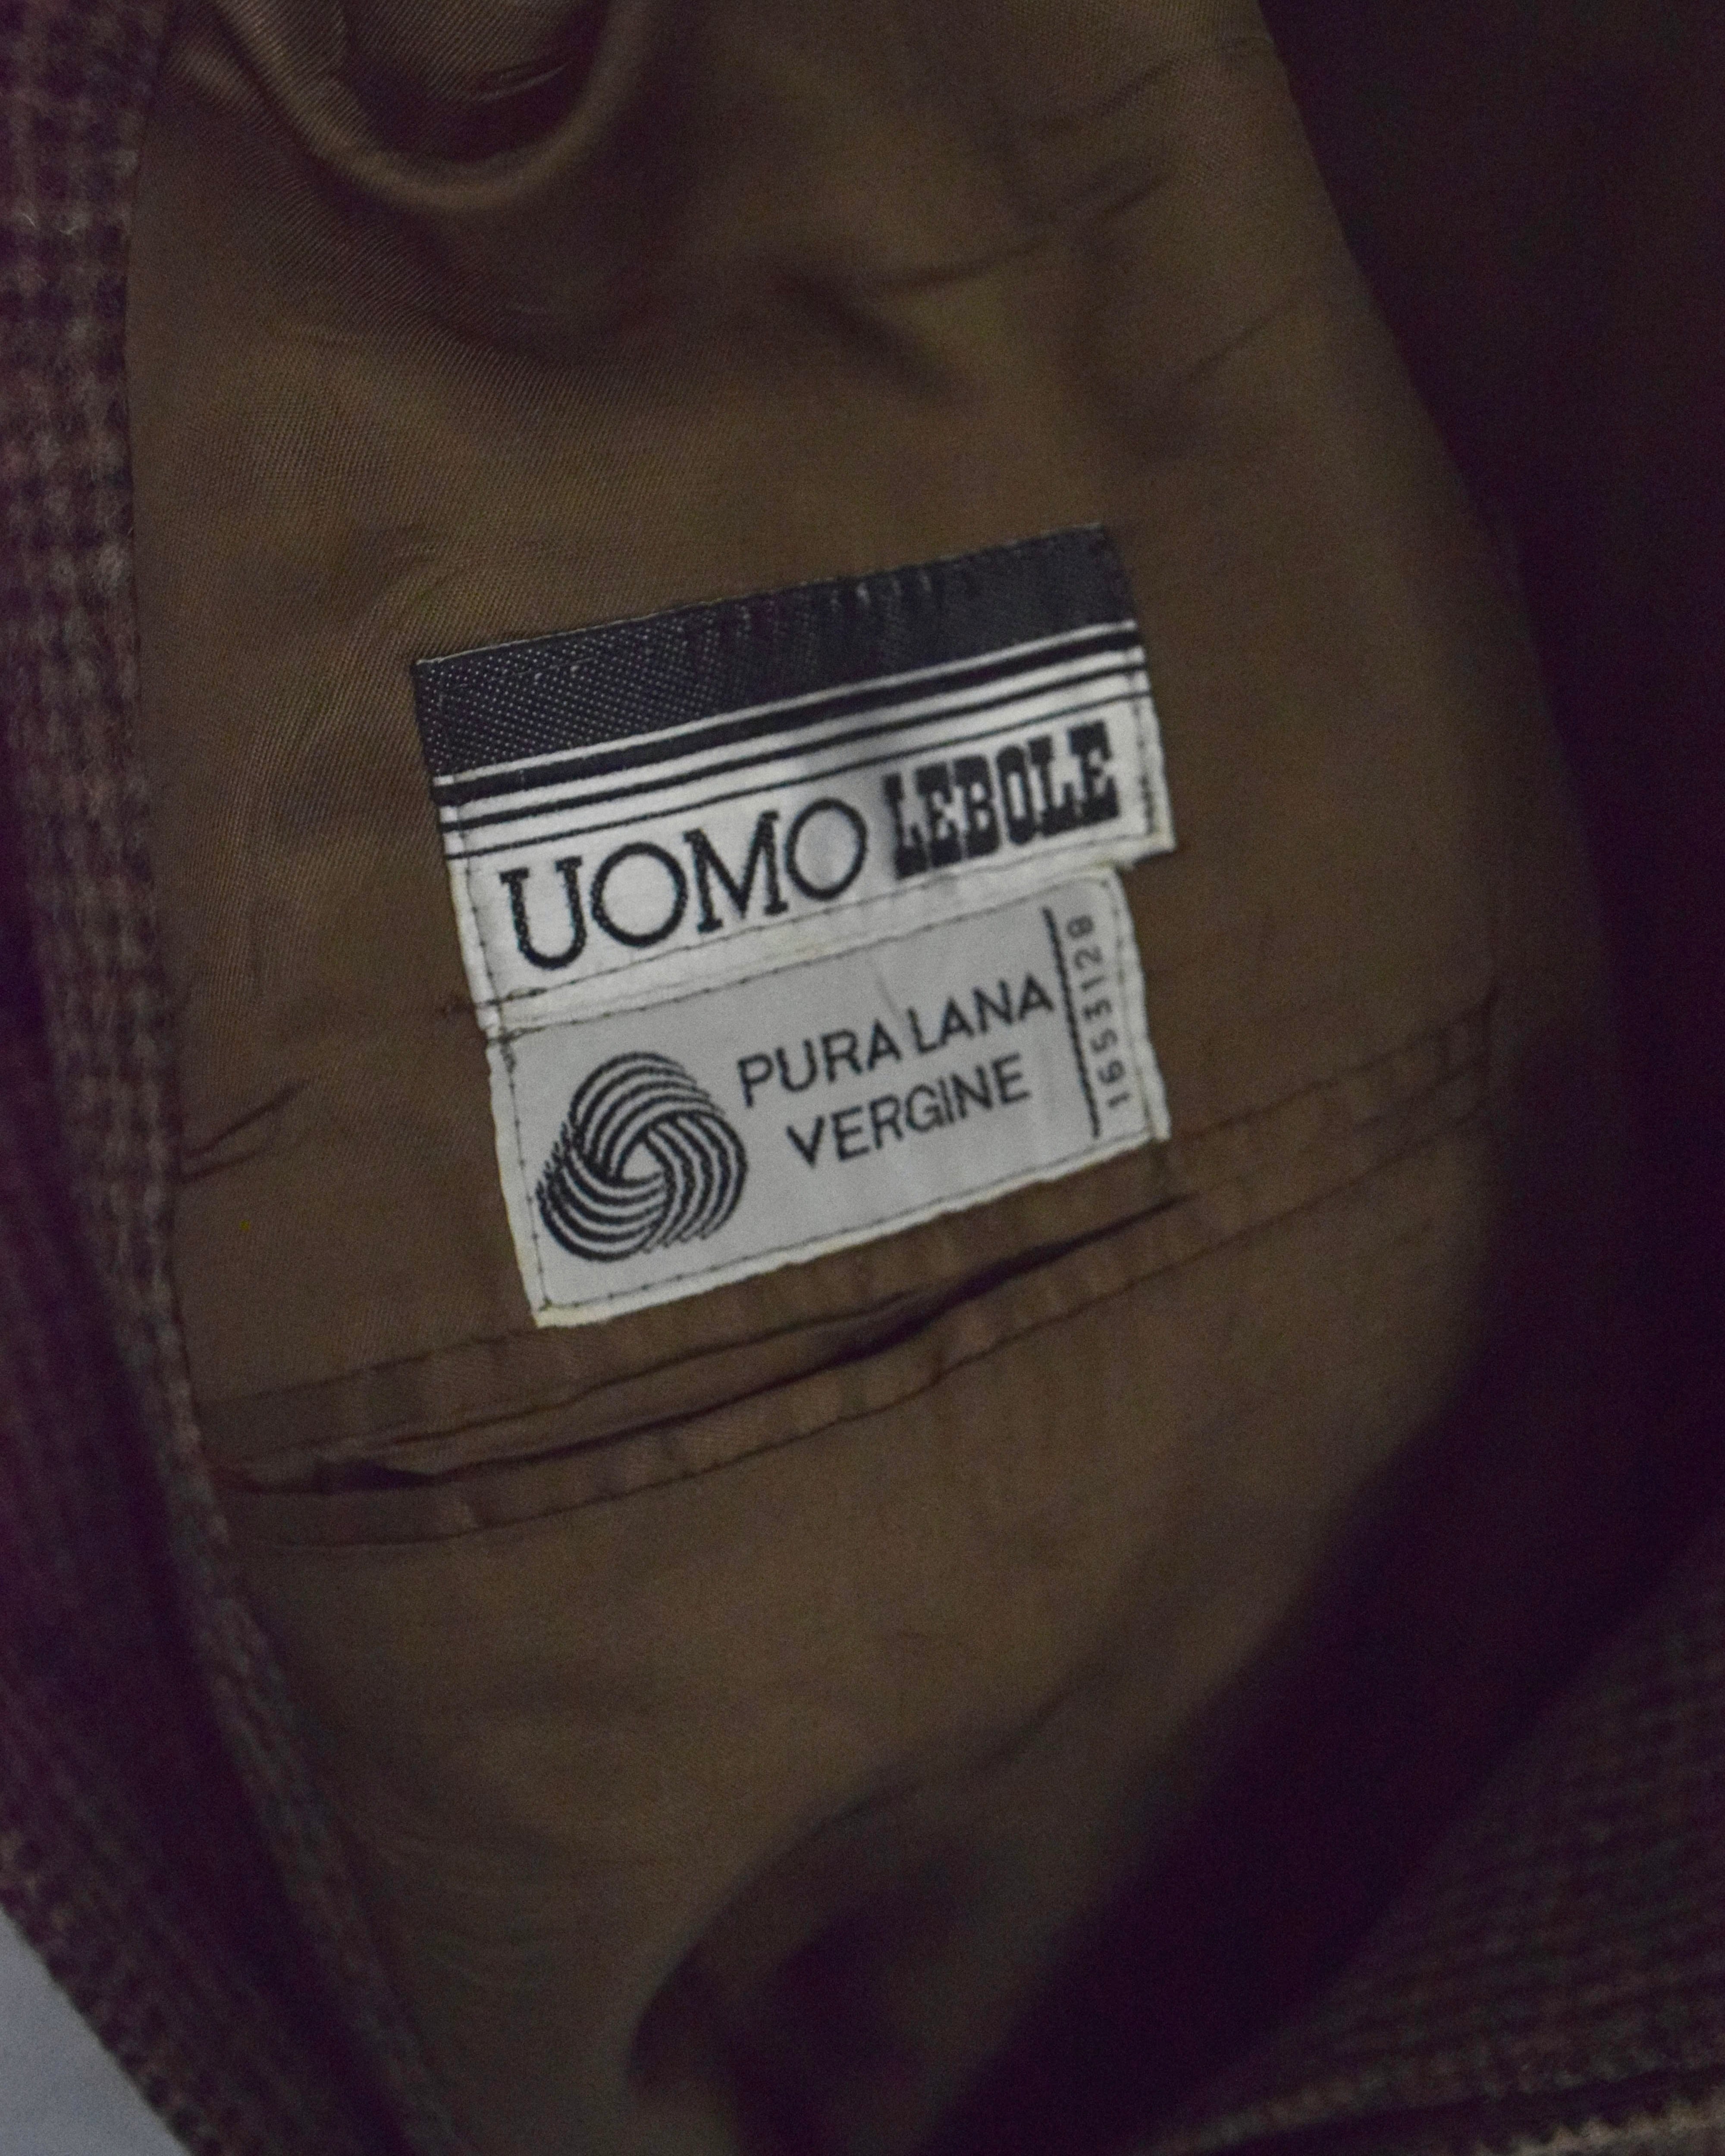 UOMO LEBOLE
PURA LANA
VERGINE
1653128